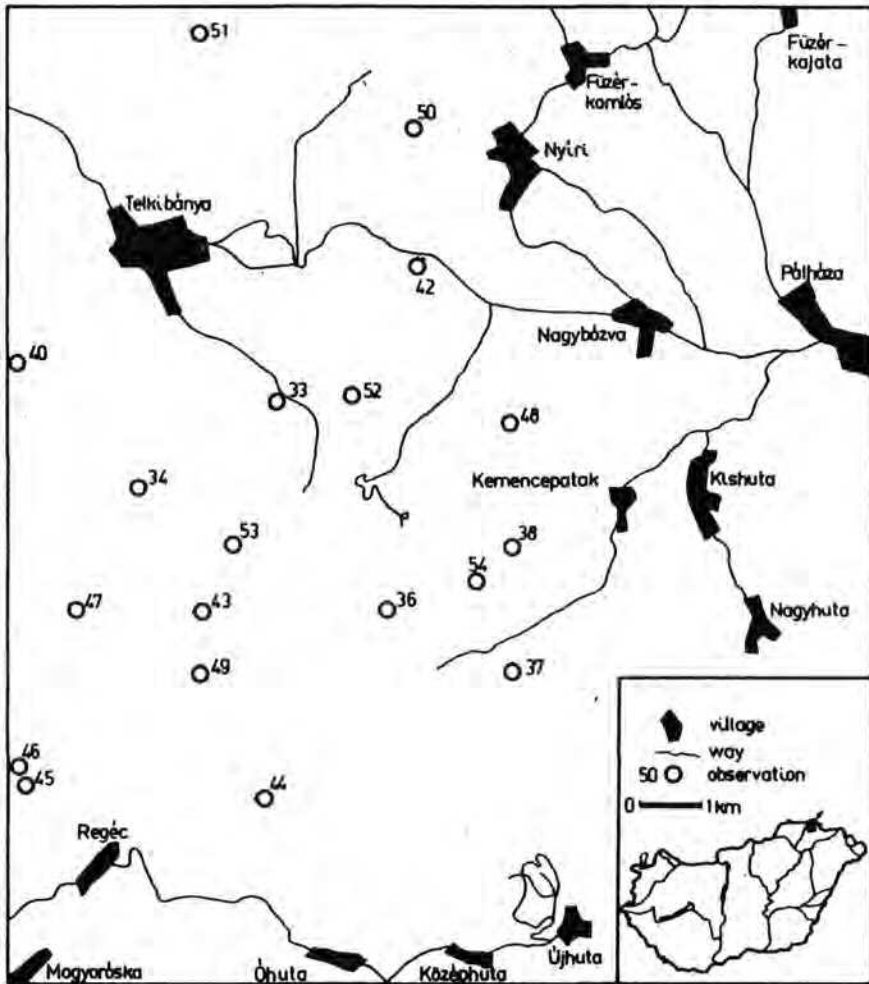 51
Füzér-
kajata
Füzér-
komlós
50
Nyíri
Telkibánya
42
Pálháza
Nagybózva
40
33
52
48
34
Kemencepatak
Kishuta
53
38
54
47
43
36
Nagyhuta
49
37
46
45
44
village
way
50 observation
0 1 km
Regéc
Mogyoróska
Óhuta
Középhuta
Újhuta